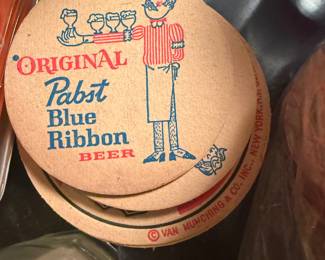 ORIGINAL
Pabst
Blue
Ribbon
BEER
© VAN MUNCHING & CO. INC., NEW YORK,